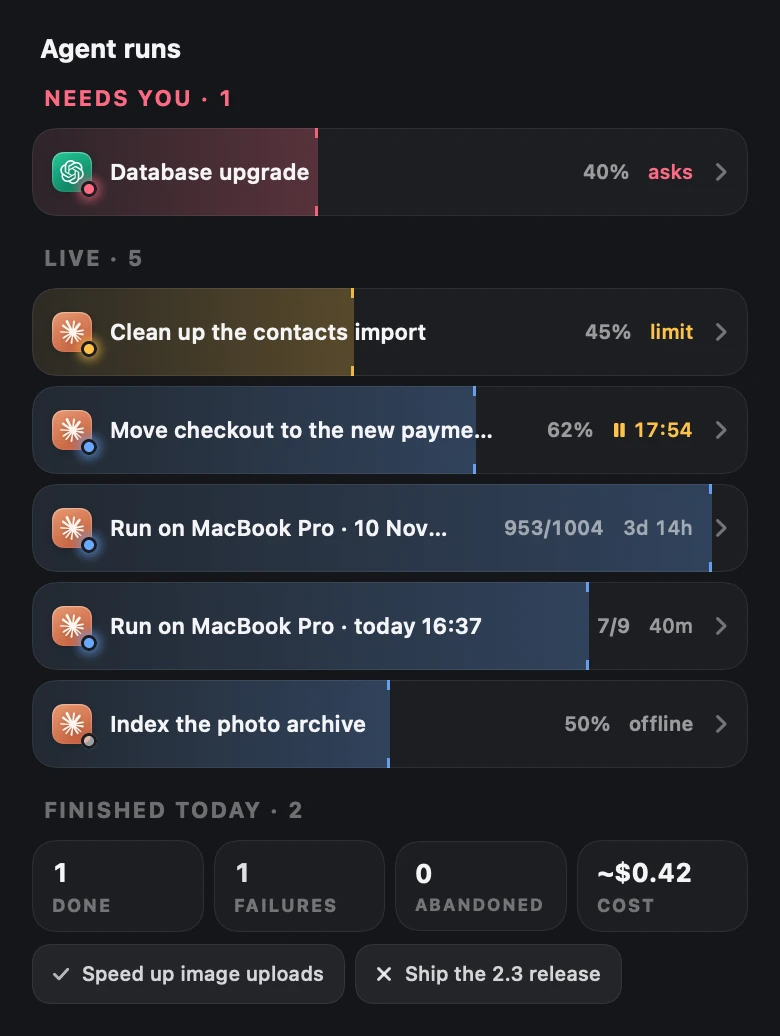 Agent runs
NEEDS YOU · 1
Database upgrade 40% asks
LIVE · 5
Clean up the contacts import 45% limit
Move checkout to the new payme... 62% 17:54
Run on MacBook Pro · 10 Nov... 953/1004 3d 14h
Run on MacBook Pro · today 16:37 7/9 40m
Index the photo archive 50% offline
FINISHED TODAY · 2
1 1 0 ~$0.42
DONE FAILURES ABANDONED COST
Speed up image uploads Ship the 2.3 release